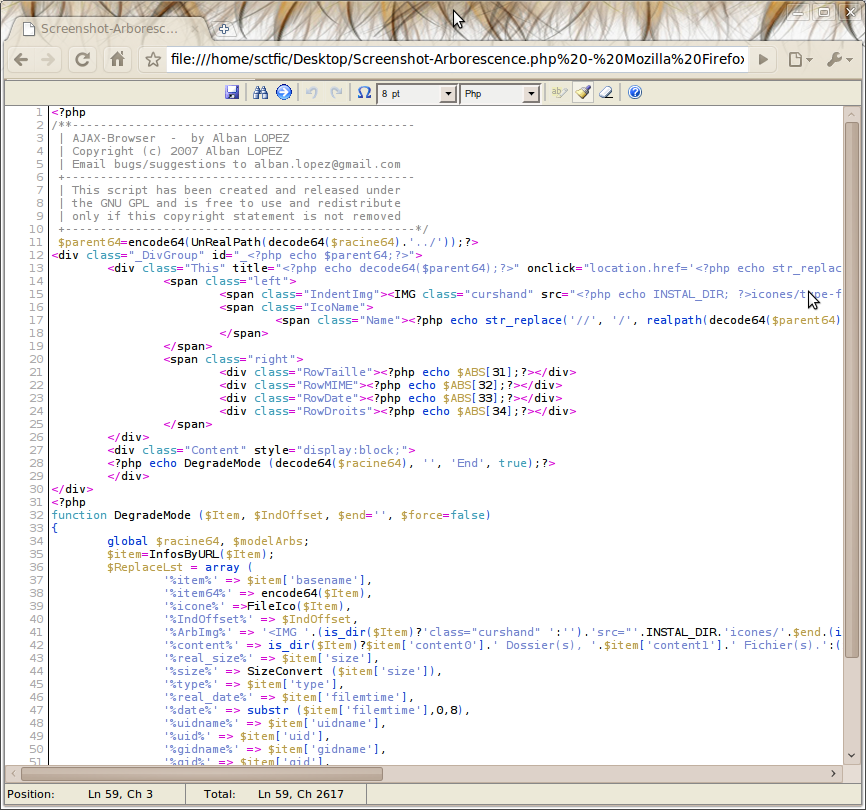 Screenshot-Arboresc...
file:///home/sctfic/Desktop/Screenshot-Arborescence.php%20-%20Mozilla%20Firefox
8 pt Php
1 <?php
2 /**--------------------------------------------------
3 | AJAX-Browser - by Alban LOPEZ
4 | Copyright (c) 2007 Alban LOPEZ
5 | Email bugs/suggestions to alban.lopez@gmail.com
6 +--------------------------------------------------
7 | This script has been created and released under
8 | the GNU GPL and is free to use and redistribute
9 | only if this copyright statement is not removed
10 +--------------------------------------------------*/
11 $parent64=encode64(UnRealPath(decode64($racine64).'../'));?>
12 <div class="_DivGroup" id="_<?php echo $parent64;?>">
13 <div class="This" title="<?php echo decode64($parent64);?>" onclick="location.href='<?php echo str_replac
14 <span class="left">
15 <span class="IndentImg"><IMG class="curshand" src="<?php echo INSTAL_DIR; ?>icons/type-f
16 <span class="IcoName">
17 <span class="Name"><?php echo str_replace('//', '/', realpath(decode64($parent64)
18 </span>
19 </span>
20 <span class="right">
21 <div class="RowTaille"><?php echo $ABS[31];?></div>
22 <div class="RowMIME"><?php echo $ABS[32];?></div>
23 <div class="RowDate"><?php echo $ABS[33];?></div>
24 <div class="RowDroits"><?php echo $ABS[34];?></div>
25 </span>
26 </div>
27 <div class="Content" style="display:block;">
28 <?php echo DegradeMode (decode64($racine64), '', 'End', true);?>
29 </div>
30 </div>
31 <?php
32 function DegradeMode ($Item, $IndOffset, $end='', $force=false)
33 {
34 global $racine64, $modelArbs;
35 $item=InfosByURL($Item);
36 $ReplaceLst = array (
37 '%item%' => $item['basename'],
38 '%item64%' => encode64($Item),
39 '%icone%' =>FileIco($Item),
40 '%IndOffset%' => $IndOffset,
41 '%ArbImg%' => '<IMG '.(is_dir($Item)?'class="curshand" ':'').'src="'.INSTAL_DIR.'icons/'.$end.(i
42 '%content%' => is_dir($Item)?$item['content0'].' Dossier(s), '.$item['content1'].' Fichier(s).':(
43 '%real_size%' => $item['size'],
44 '%size%' => SizeConvert ($item['size']),
45 '%type%' => $item['type'],
46 '%real_date%' => $item['filemtime'],
47 '%date%' => substr ($item['filemtime'],0,8),
48 '%uidname%' => $item['uidname'],
49 '%uid%' => $item['uid'],
50 '%gidname%' => $item['gidname'],
51 '%gid%' => $item['gid'],
Position: Ln 59, Ch 3 Total: Ln 59, Ch 2617